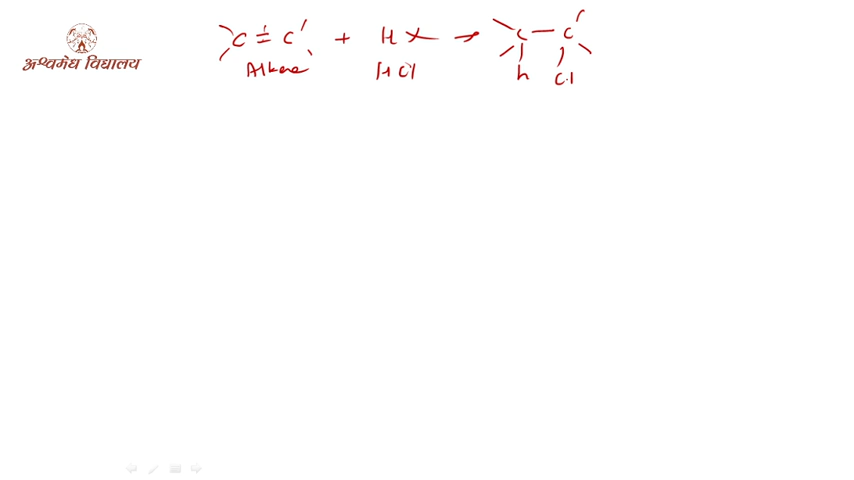 C = C + HX → C - C
Alkene HCl H Cl
अश्वमेध विद्यालय